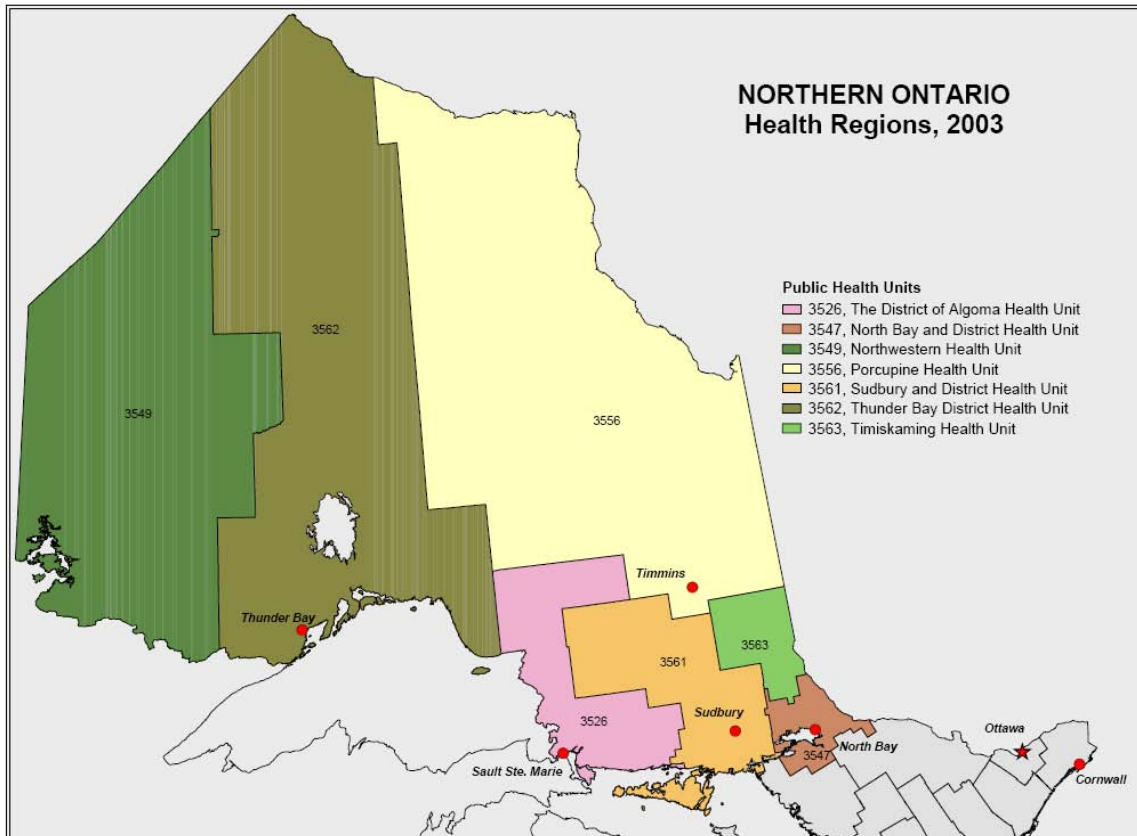 NORTHERN ONTARIO
Health Regions, 2003
Public Health Units
3526, The District of Algoma Health Unit
3547, North Bay and District Health Unit
3549, Northwestern Health Unit
3556, Porcupine Health Unit
3561, Sudbury and District Health Unit
3562, Thunder Bay District Health Unit
3563, Timiskaming Health Unit
3562
3549
3556
Timmins
Thunder Bay
3563
3561
Sudbury
3526
Ottawa
North Bay
3547
Sault Ste. Marie
Cornwall